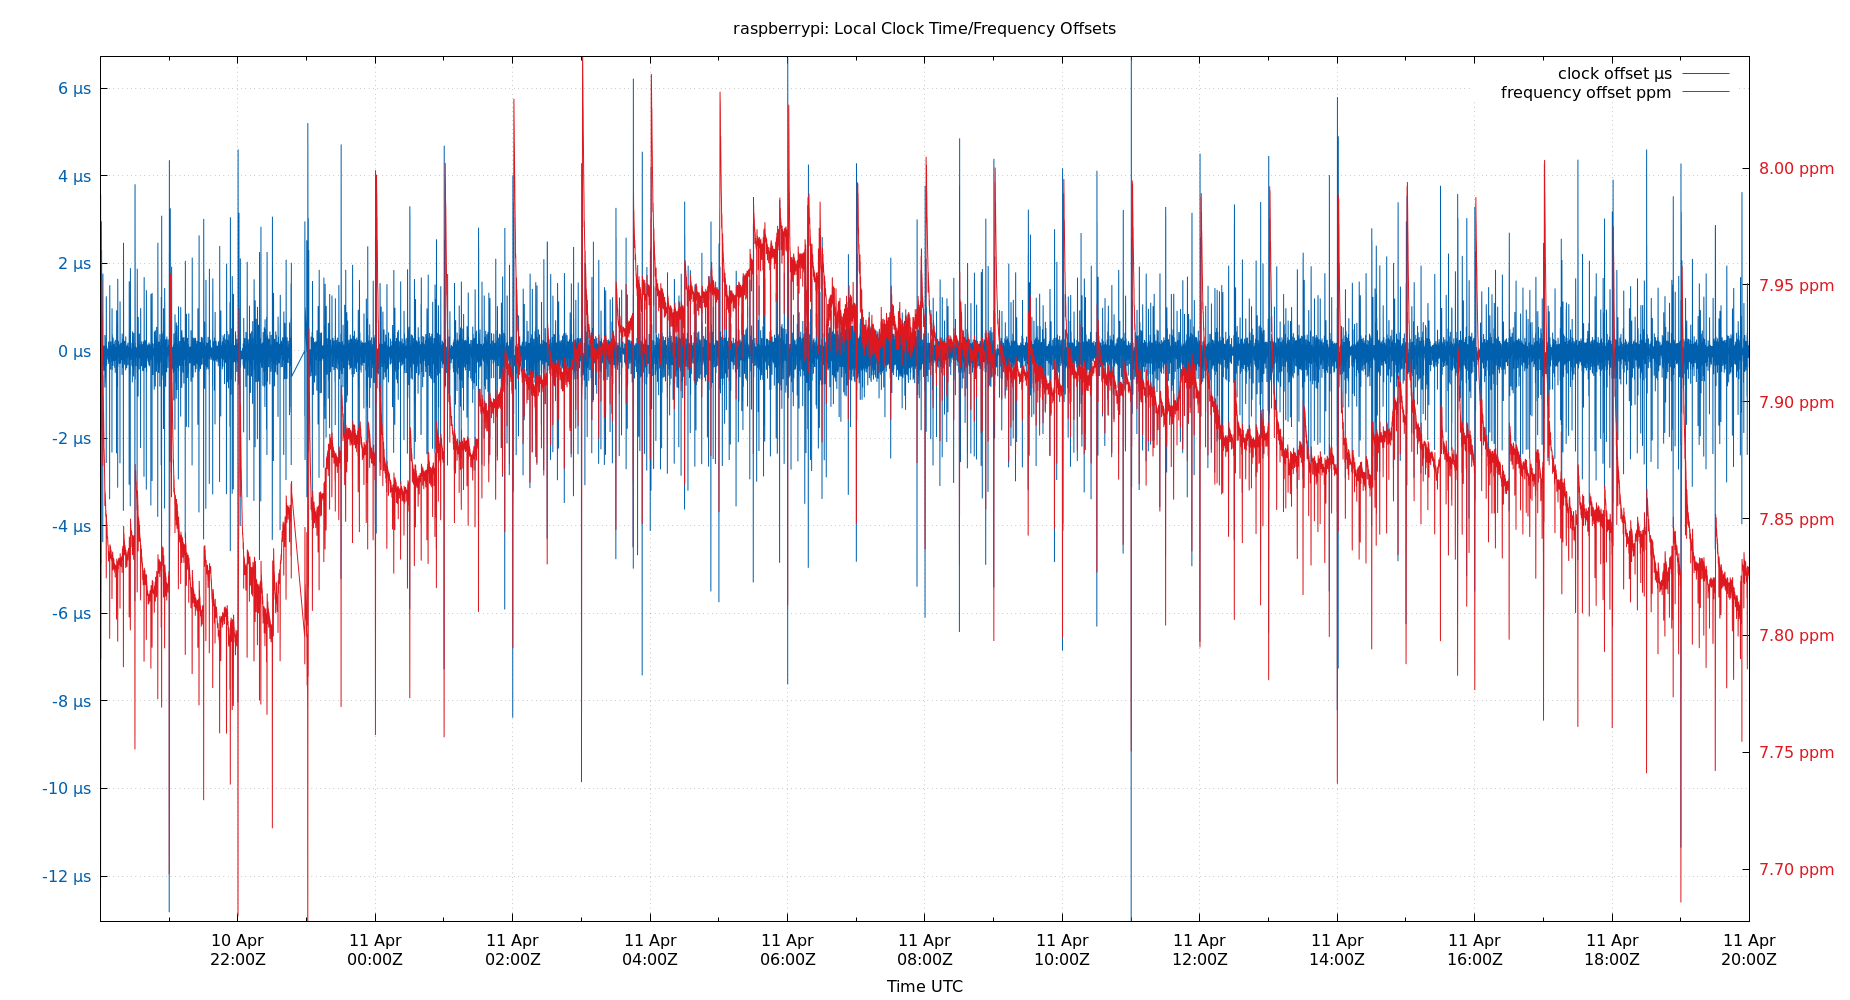 raspberrypi: Local Clock Time/Frequency Offsets
clock offset µs
frequency offset ppm
6 µs
4 µs
2 µs
0 µs
-2 µs
-4 µs
-6 µs
-8 µs
-10 µs
-12 µs
8.00 ppm
7.95 ppm
7.90 ppm
7.85 ppm
7.80 ppm
7.75 ppm
7.70 ppm
10 Apr
22:00Z
11 Apr
00:00Z
11 Apr
02:00Z
11 Apr
04:00Z
11 Apr
06:00Z
11 Apr
08:00Z
11 Apr
10:00Z
11 Apr
12:00Z
11 Apr
14:00Z
11 Apr
16:00Z
11 Apr
18:00Z
11 Apr
20:00Z
Time UTC